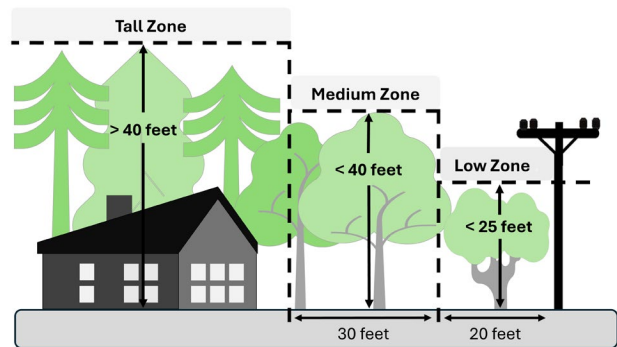 Tall Zone
Medium Zone
Low Zone
> 40 feet
< 40 feet
< 25 feet
30 feet
20 feet